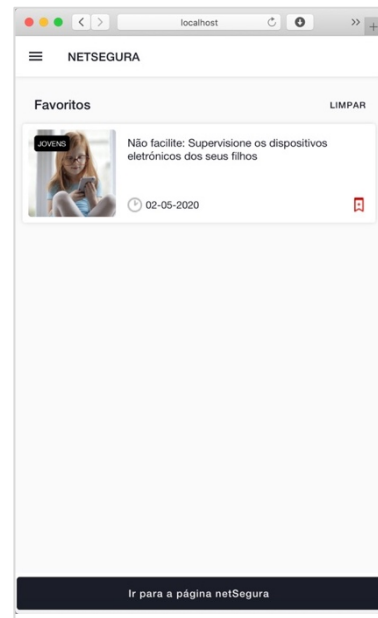 localhost
NETSEGURA
Favoritos
LIMPAR
JOVENS
Não facilite: Supervisione os dispositivos
eletrónicos dos seus filhos
02-05-2020
Ir para a página netSegura